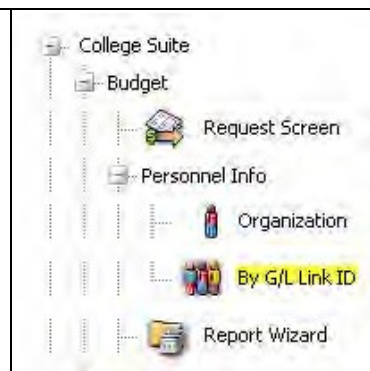 College Suite
Budget
Request Screen
Personnel Info
Organization
By G/L Link ID
Report Wizard